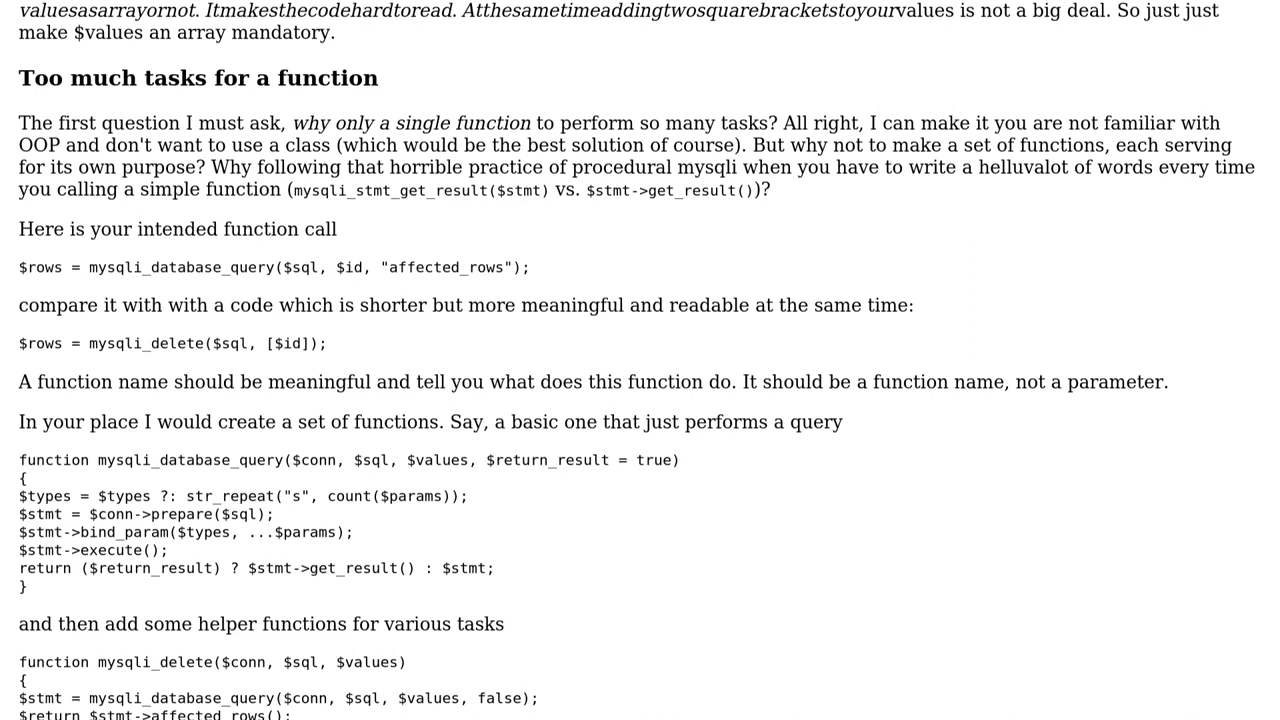 valuesasarrayornot. Itmakesthecodehardtoread. Atthesametimeaddingtwosquarebracketstoyourvalues is not a big deal. So just just
make $values an array mandatory.
Too much tasks for a function
The first question I must ask, why only a single function to perform so many tasks? All right, I can make it you are not familiar with
OOP and don't want to use a class (which would be the best solution of course). But why not to make a set of functions, each serving
for its own purpose? Why following that horrible practice of procedural mysqli when you have to write a helluvalot of words every time
you calling a simple function (mysqli_stmt_get_result($stmt) vs. $stmt->get_result())?
Here is your intended function call
$rows = mysqli_database_query($sql, $id, "affected_rows");
compare it with with a code which is shorter but more meaningful and readable at the same time:
$rows = mysqli_delete($sql, [$id]);
A function name should be meaningful and tell you what does this function do. It should be a function name, not a parameter.
In your place I would create a set of functions. Say, a basic one that just performs a query
function mysqli_database_query($conn, $sql, $values, $return_result = true)
{
$types = $types ?: str_repeat("s", count($params));
$stmt = $conn->prepare($sql);
$stmt->bind_param($types, ...$params);
$stmt->execute();
return ($return_result) ? $stmt->get_result() : $stmt;
}
and then add some helper functions for various tasks
function mysqli_delete($conn, $sql, $values)
{
$stmt = mysqli_database_query($conn, $sql, $values, false);
$return $stmt->affected_rows();